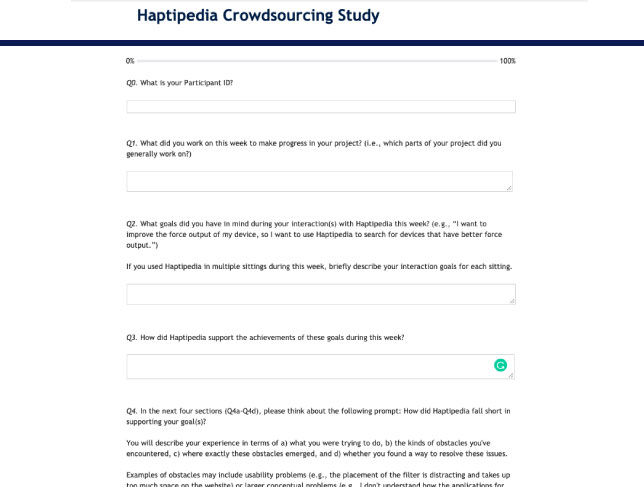 Haptipedia Crowdsourcing Study
0% 100%
Q0. What is your Participant ID?
Q1. What did you work on this week to make progress in your project? (i.e., which parts of your project did you
generally work on?)
Q2. What goals did you have in mind during your interaction(s) with Haptipedia this week? (e.g., “I want to
improve the force output of my device, so I want to use Haptipedia to search for devices that have better force
output.”)
If you used Haptipedia in multiple sittings during this week, briefly describe your interaction goals for each sitting.
Q3. How did Haptipedia support the achievements of these goals during this week?
Q4. In the next four sections (Q4a-Q4d), please think about the following prompt: How did Haptipedia fall short in
supporting your goal(s)?
You will describe your experience in terms of a) what you were trying to do, b) the kinds of obstacles you've
encountered, c) where exactly these obstacles emerged, and d) whether you found a way to resolve these issues.
Examples of obstacles may include usability problems (e.g., the placement of the filter is distracting and takes up
too much space on the website) or larger conceptual problems (e.g., I don't understand how the applications for